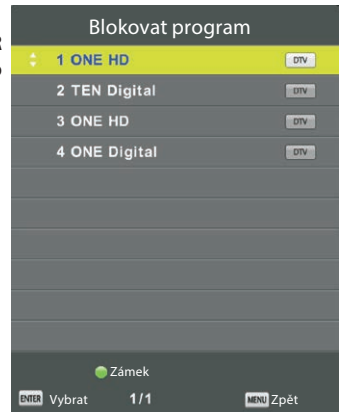 Blokovat program
1 ONE HD DTV
2 TEN Digital DTV
3 ONE HD DTV
4 ONE Digital DTV
Zámek
ENTER Vybrat 1/1 MENU Zpět